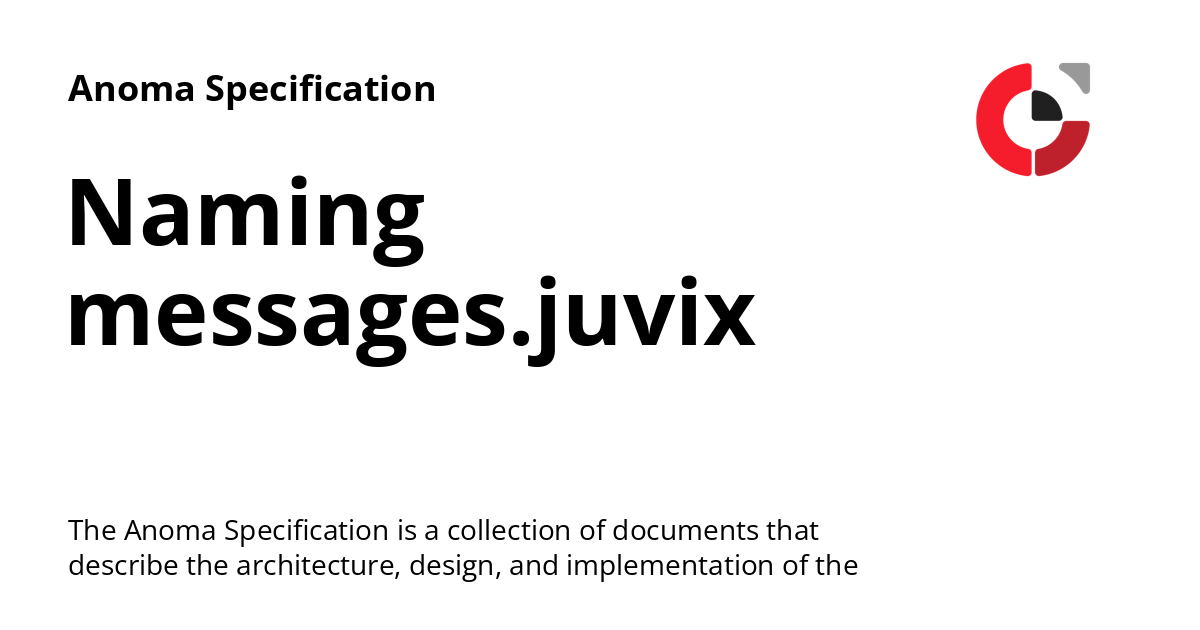 Anoma Specification
Naming
messages.juvix
The Anoma Specification is a collection of documents that
describe the architecture, design, and implementation of the